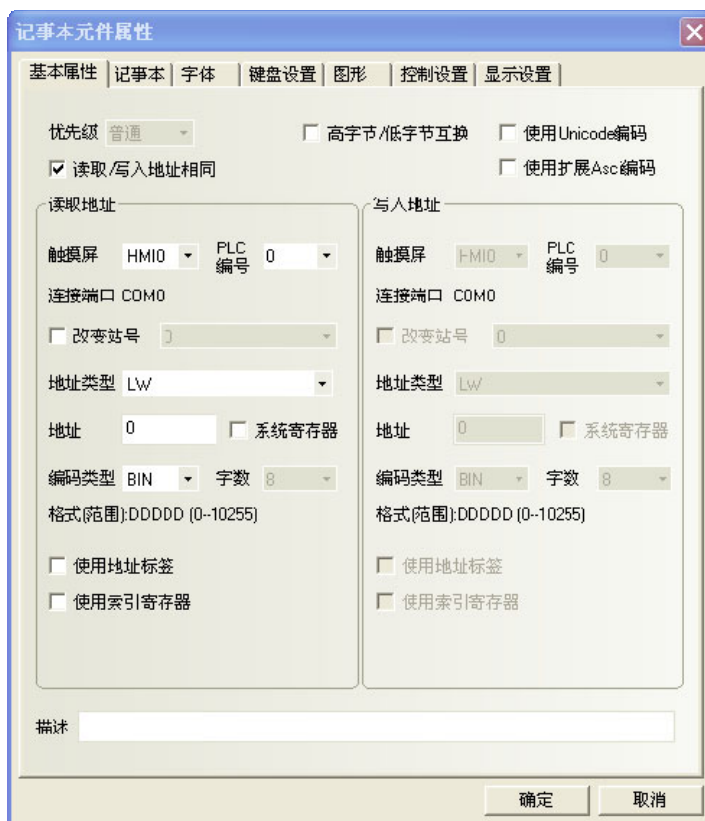 记事本元件属性
基本属性 记事本 字体 键盘设置 图形 控制设置 显示设置
优先级 普通 高字节/低字节互换 使用Unicode编码
读取/写入地址相同 使用扩展Ascii编码
读取地址
触摸屏 HMI0 PLC编号 0
连接端口 COM0
改变站号 0
地址类型 LW
地址 0 系统寄存器
编码类型 BIN 字数 8
格式(范围):DDDDD (0--10255)
使用地址标签
使用索引寄存器
写入地址
触摸屏 HMI0 PLC编号 0
连接端口 COM0
改变站号 0
地址类型 LW
地址 0 系统寄存器
编码类型 BIN 字数 8
格式(范围):DDDDD (0--10255)
使用地址标签
使用索引寄存器
描述
确定 取消